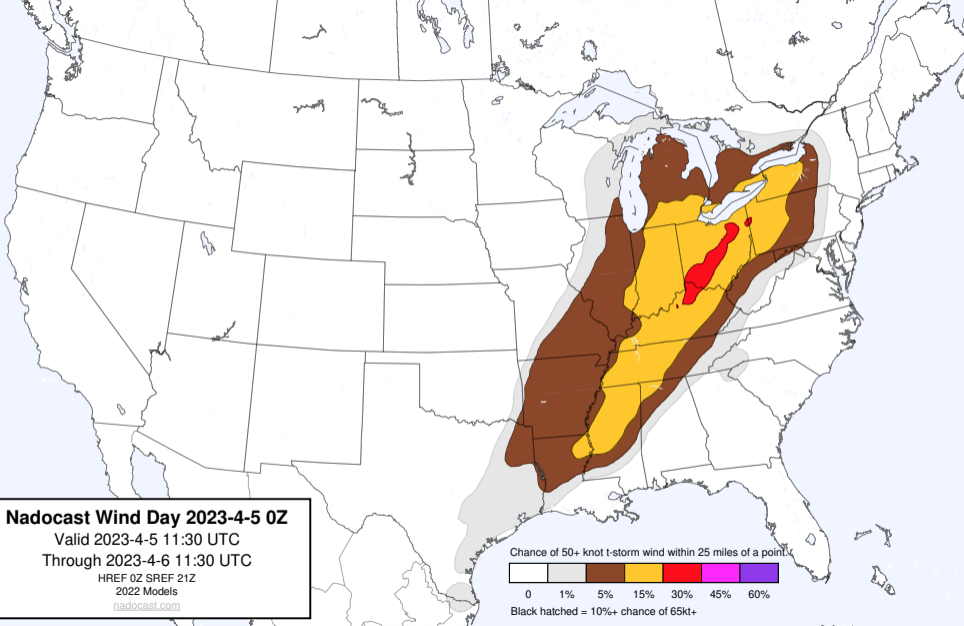 Nadocast Wind Day 2023-4-5 0Z
Valid 2023-4-5 11:30 UTC
Through 2023-4-6 11:30 UTC
HREF 0Z SREF 21Z
2022 Models
nadocast.com
Chance of 50+ knot t-storm wind within 25 miles of a point.
0 1% 5% 15% 30% 45% 60%
Black hatched = 10%+ chance of 65kt+